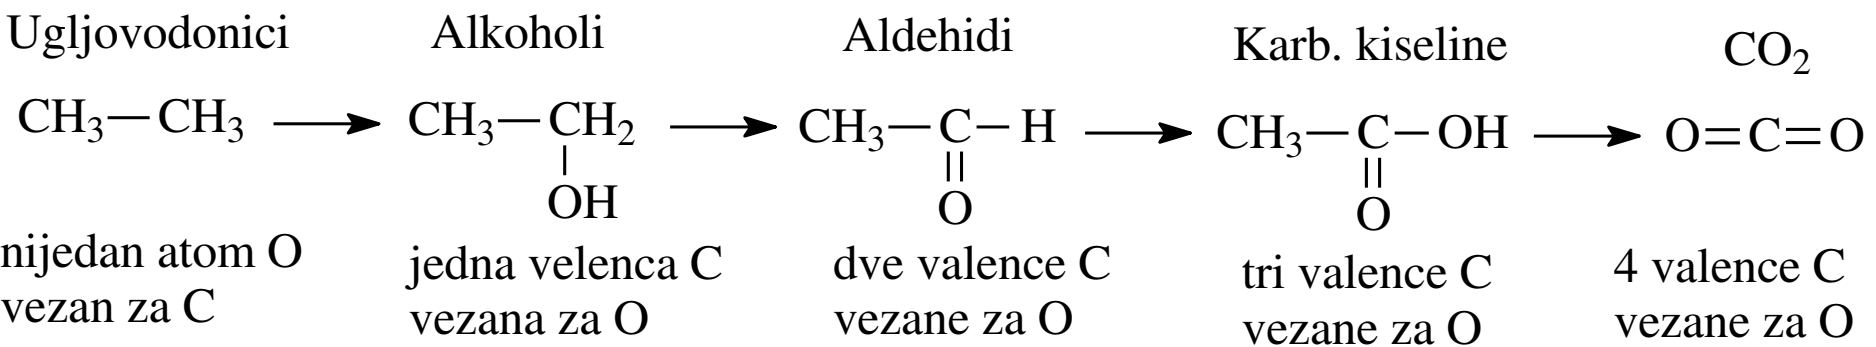 Ugljovodonici Alkoholi Aldehidi Karb. kiseline CO₂
CH₃—CH₃ → CH₃—CH₂ → CH₃—C—H → CH₃—C—OH → O=C=O
OH O O
nijedan atom O
vezan za C
jedna velenca C
vezana za O
dve valence C
vezane za O
tri valence C
vezane za O
4 valence C
vezane za O